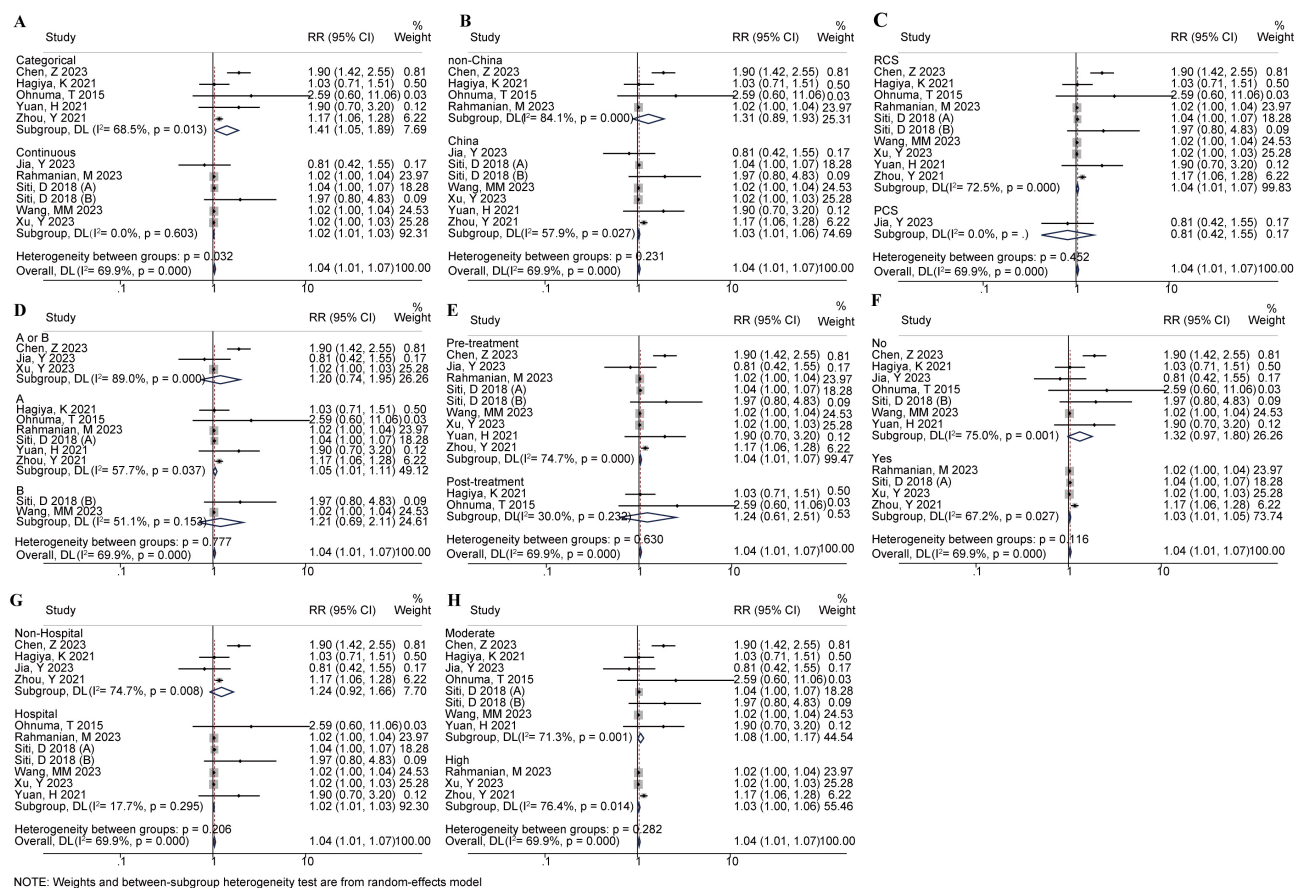 A
Study RR (95% CI) % Weight
Categorical
Chen, Z 2023 1.90 (1.42, 2.55) 0.81
Hagiya, K 2021 1.03 (0.71, 1.51) 0.50
Ohnuma, T 2015 2.59 (0.60, 11.06) 0.03
Yuan, H 2021 1.90 (0.70, 3.20) 0.12
Zhou, Y 2021 1.17 (1.06, 1.28) 6.22
Subgroup, DL (I²= 68.5%, p = 0.013) 1.41 (1.05, 1.89) 7.69
Continuous
Jia, Y 2023 0.81 (0.42, 1.55) 0.17
Rahmanian, M 2023 1.02 (1.00, 1.04) 23.97
Siti, D 2018 (A) 1.04 (1.00, 1.07) 18.28
Siti, D 2018 (B) 1.97 (0.80, 4.83) 0.09
Wang, MM 2023 1.02 (1.00, 1.04) 24.53
Xu, Y 2023 1.02 (1.00, 1.03) 25.28
Subgroup, DL(I²= 0.0%, p = 0.603) 1.02 (1.01, 1.03) 92.31
Heterogeneity between groups: p = 0.032
Overall, DL(I²= 69.9%, p = 0.000) 1.04 (1.01, 1.07)100.00
.1 1 10
B
Study RR (95% CI) % Weight
non-China
Chen, Z 2023 1.90 (1.42, 2.55) 0.81
Hagiya, K 2021 1.03 (0.71, 1.51) 0.50
Ohnuma, T 2015 2.59 (0.60, 11.06) 0.03
Rahmanian, M 2023 1.02 (1.00, 1.04) 23.97
Subgroup, DL(I²= 84.1%, p = 0.000) 1.31 (0.89, 1.93) 25.31
China
Jia, Y 2023 0.81 (0.42, 1.55) 0.17
Siti, D 2018 (A) 1.04 (1.00, 1.07) 18.28
Siti, D 2018 (B) 1.97 (0.80, 4.83) 0.09
Wang, MM 2023 1.02 (1.00, 1.04) 24.53
Xu, Y 2023 1.02 (1.00, 1.03) 25.28
Yuan, H 2021 1.90 (0.70, 3.20) 0.12
Zhou, Y 2021 1.17 (1.06, 1.28) 6.22
Subgroup, DL(I²= 57.9%, p = 0.027) 1.03 (1.01, 1.06) 74.69
Heterogeneity between groups: p = 0.231
Overall, DL(I²= 69.9%, p = 0.000) 1.04 (1.01, 1.07)100.00
.1 1 10
C
Study RR (95% CI) % Weight
RCS
Chen, Z 2023 1.90 (1.42, 2.55) 0.81
Hagiya, K 2021 1.03 (0.71, 1.51) 0.50
Ohnuma, T 2015 2.59 (0.60, 11.06) 0.03
Rahmanian, M 2023 1.02 (1.00, 1.04) 23.97
Siti, D 2018 (A) 1.04 (1.00, 1.07) 18.28
Siti, D 2018 (B) 1.97 (0.80, 4.83) 0.09
Wang, MM 2023 1.02 (1.00, 1.04) 24.53
Xu, Y 2023 1.02 (1.00, 1.03) 25.28
Yuan, H 2021 1.90 (0.70, 3.20) 0.12
Zhou, Y 2021 1.17 (1.06, 1.28) 6.22
Subgroup, DL(I²= 72.5%, p = 0.000) 1.04 (1.01, 1.07) 99.83
PCS
Jia, Y 2023 0.81 (0.42, 1.55) 0.17
Subgroup, DL(I²= 0.0%, p = .) 0.81 (0.42, 1.55) 0.17
Heterogeneity between groups: p = 0.452
Overall, DL(I²= 69.9%, p = 0.000) 1.04 (1.01, 1.07)100.00
.1 1 10
D
Study RR (95% CI) % Weight
A or B
Chen, Z 2023 1.90 (1.42, 2.55) 0.81
Jia, Y 2023 0.81 (0.42, 1.55) 0.17
Xu, Y 2023 1.02 (1.00, 1.03) 25.28
Subgroup, DL(I²= 89.0%, p = 0.000) 1.20 (0.74, 1.95) 26.26
A
Hagiya, K 2021 1.03 (0.71, 1.51) 0.50
Ohnuma, T 2015 2.59 (0.60, 11.06) 0.03
Rahmanian, M 2023 1.02 (1.00, 1.04) 23.97
Siti, D 2018 (A) 1.04 (1.00, 1.07) 18.28
Yuan, H 2021 1.90 (0.70, 3.20) 0.12
Zhou, Y 2021 1.17 (1.06, 1.28) 6.22
Subgroup, DL(I²= 57.7%, p = 0.037) 1.05 (1.01, 1.11) 49.12
B
Siti, D 2018 (B) 1.97 (0.80, 4.83) 0.09
Wang, MM 2023 1.02 (1.00, 1.04) 24.53
Subgroup, DL(I²= 51.1%, p = 0.153) 1.21 (0.69, 2.11) 24.61
Heterogeneity between groups: p = 0.777
Overall, DL(I²= 69.9%, p = 0.000) 1.04 (1.01, 1.07)100.00
.1 1 10
E
Study RR (95% CI) % Weight
Pre-treatment
Chen, Z 2023 1.90 (1.42, 2.55) 0.81
Jia, Y 2023 0.81 (0.42, 1.55) 0.17
Rahmanian, M 2023 1.02 (1.00, 1.04) 23.97
Siti, D 2018 (A) 1.04 (1.00, 1.07) 18.28
Siti, D 2018 (B) 1.97 (0.80, 4.83) 0.09
Wang, MM 2023 1.02 (1.00, 1.04) 24.53
Xu, Y 2023 1.02 (1.00, 1.03) 25.28
Yuan, H 2021 1.90 (0.70, 3.20) 0.12
Zhou, Y 2021 1.17 (1.06, 1.28) 6.22
Subgroup, DL(I²= 74.7%, p = 0.000) 1.04 (1.01, 1.07) 99.47
Post-treatment
Hagiya, K 2021 1.03 (0.71, 1.51) 0.50
Ohnuma, T 2015 2.59 (0.60, 11.06) 0.03
Subgroup, DL(I²= 30.0%, p = 0.232) 1.24 (0.61, 2.51) 0.53
Heterogeneity between groups: p = 0.630
Overall, DL(I²= 69.9%, p = 0.000) 1.04 (1.01, 1.07)100.00
.1 1 10
F
Study RR (95% CI) % Weight
No
Chen, Z 2023 1.90 (1.42, 2.55) 0.81
Hagiya, K 2021 1.03 (0.71, 1.51) 0.50
Jia, Y 2023 0.81 (0.42, 1.55) 0.17
Ohnuma, T 2015 2.59 (0.60, 11.06) 0.03
Siti, D 2018 (B) 1.97 (0.80, 4.83) 0.09
Wang, MM 2023 1.02 (1.00, 1.04) 24.53
Yuan, H 2021 1.90 (0.70, 3.20) 0.12
Subgroup, DL(I²= 75.0%, p = 0.001) 1.32 (0.97, 1.80) 26.26
Yes
Rahmanian, M 2023 1.02 (1.00, 1.04) 23.97
Siti, D 2018 (A) 1.04 (1.00, 1.07) 18.28
Xu, Y 2023 1.02 (1.00, 1.03) 25.28
Zhou, Y 2021 1.17 (1.06, 1.28) 6.22
Subgroup, DL(I²= 67.2%, p = 0.027) 1.03 (1.01, 1.05) 73.74
Heterogeneity between groups: p = 0.116
Overall, DL(I²= 69.9%, p = 0.000) 1.04 (1.01, 1.07)100.00
.1 1 10
G
Study RR (95% CI) % Weight
Non-Hospital
Chen, Z 2023 1.90 (1.42, 2.55) 0.81
Hagiya, K 2021 1.03 (0.71, 1.51) 0.50
Jia, Y 2023 0.81 (0.42, 1.55) 0.17
Zhou, Y 2021 1.17 (1.06, 1.28) 6.22
Subgroup, DL(I²= 74.7%, p = 0.008) 1.24 (0.92, 1.66) 7.70
Hospital
Ohnuma, T 2015 2.59 (0.60, 11.06) 0.03
Rahmanian, M 2023 1.02 (1.00, 1.04) 23.97
Siti, D 2018 (A) 1.04 (1.00, 1.07) 18.28
Siti, D 2018 (B) 1.97 (0.80, 4.83) 0.09
Wang, MM 2023 1.02 (1.00, 1.04) 24.53
Xu, Y 2023 1.02 (1.00, 1.03) 25.28
Yuan, H 2021 1.90 (0.70, 3.20) 0.12
Subgroup, DL(I²= 17.7%, p = 0.295) 1.02 (1.01, 1.03) 92.30
Heterogeneity between groups: p = 0.206
Overall, DL(I²= 69.9%, p = 0.000) 1.04 (1.01, 1.07)100.00
.1 1 10
H
Study RR (95% CI) % Weight
Moderate
Chen, Z 2023 1.90 (1.42, 2.55) 0.81
Hagiya, K 2021 1.03 (0.71, 1.51) 0.50
Jia, Y 2023 0.81 (0.42, 1.55) 0.17
Ohnuma, T 2015 2.59 (0.60, 11.06) 0.03
Siti, D 2018 (A) 1.04 (1.00, 1.07) 18.28
Siti, D 2018 (B) 1.97 (0.80, 4.83) 0.09
Wang, MM 2023 1.02 (1.00, 1.04) 24.53
Yuan, H 2021 1.90 (0.70, 3.20) 0.12
Subgroup, DL(I²= 71.3%, p = 0.001) 1.08 (1.00, 1.17) 44.54
High
Rahmanian, M 2023 1.02 (1.00, 1.04) 23.97
Xu, Y 2023 1.02 (1.00, 1.03) 25.28
Zhou, Y 2021 1.17 (1.06, 1.28) 6.22
Subgroup, DL(I²= 76.4%, p = 0.014) 1.03 (1.00, 1.06) 55.46
Heterogeneity between groups: p = 0.282
Overall, DL(I²= 69.9%, p = 0.000) 1.04 (1.01, 1.07)100.00
.1 1 10
NOTE: Weights and between-subgroup heterogeneity test are from random-effects model